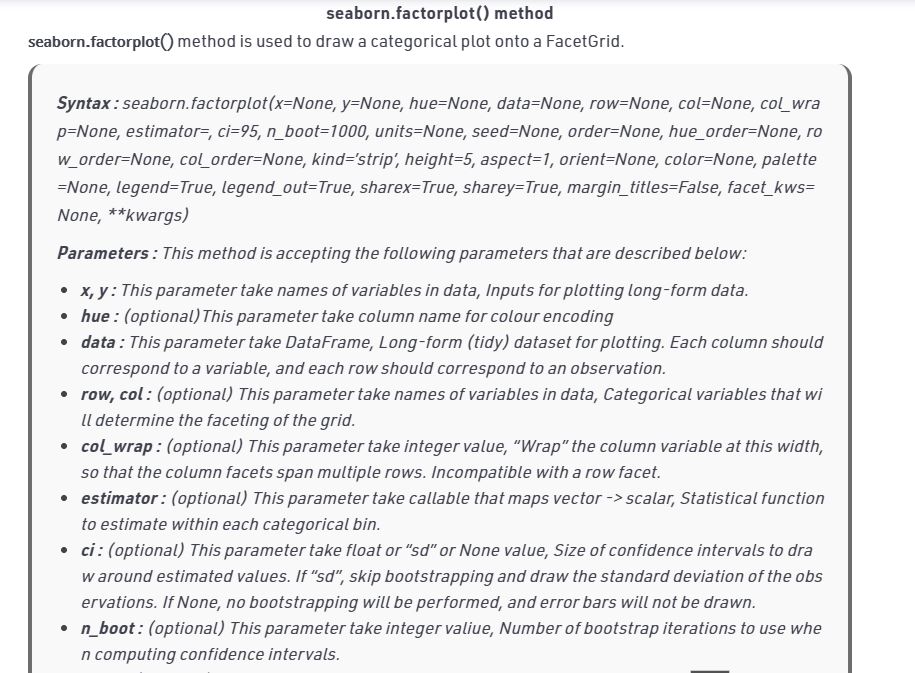 seaborn.factorplot() method
seaborn.factorplot() method is used to draw a categorical plot onto a FacetGrid.
Syntax : seaborn.factorplot(x=None, y=None, hue=None, data=None, row=None, col=None, col_wra
p=None, estimator=, ci=95, n_boot=1000, units=None, seed=None, order=None, hue_order=None, ro
w_order=None, col_order=None, kind=’strip’, height=5, aspect=1, orient=None, color=None, palette
=None, legend=True, legend_out=True, sharex=True, sharey=True, margin_titles=False, facet_kws=
None, **kwargs)
Parameters : This method is accepting the following parameters that are described below:
• x, y : This parameter take names of variables in data, Inputs for plotting long-form data.
• hue : (optional) This parameter take column name for colour encoding
• data : This parameter take DataFrame, Long-form (tidy) dataset for plotting. Each column should
correspond to a variable, and each row should correspond to an observation.
• row, col : (optional) This parameter take names of variables in data, Categorical variables that wi
ll determine the faceting of the grid.
• col_wrap : (optional) This parameter take integer value, “Wrap” the column variable at this width,
so that the column facets span multiple rows. Incompatible with a row facet.
• estimator : (optional) This parameter take callable that maps vector -> scalar, Statistical function
to estimate within each categorical bin.
• ci : (optional) This parameter take float or “sd” or None value, Size of confidence intervals to dra
w around estimated values. If “sd”, skip bootstrapping and draw the standard deviation of the obs
ervations. If None, no bootstrapping will be performed, and error bars will not be drawn.
• n_boot : (optional) This parameter take integer valiue, Number of bootstrap iterations to use whe
n computing confidence intervals.